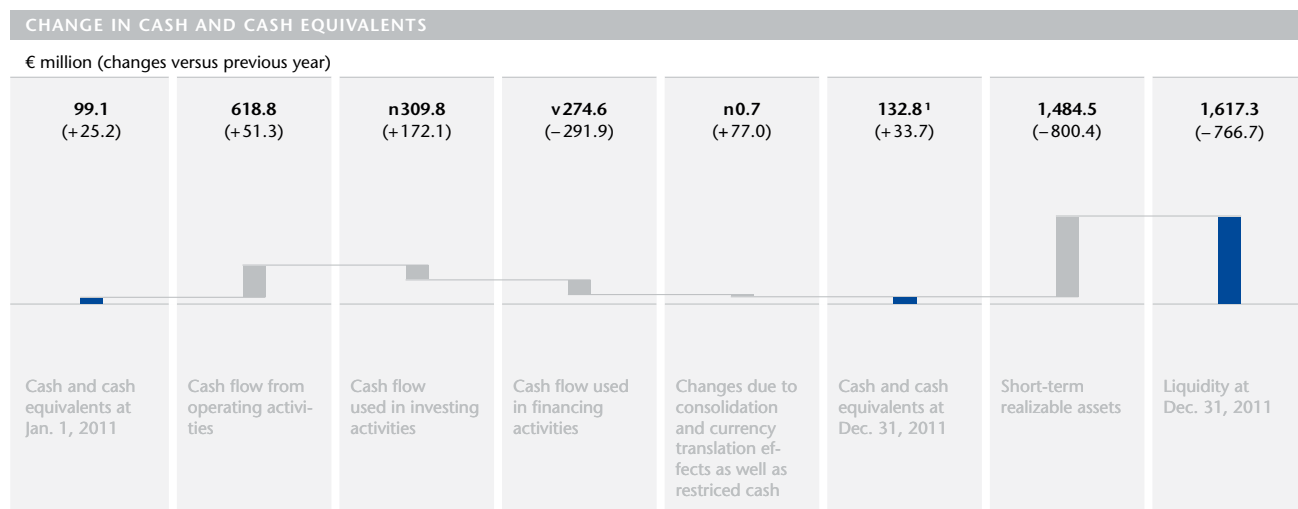 CHANGE IN CASH AND CASH EQUIVALENTS
€ million (changes versus previous year)
99.1
(+25.2)
618.8
(+51.3)
n309.8
(+172.1)
v274.6
(–291.9)
n0.7
(+77.0)
132.8¹
(+33.7)
1,484.5
(–800.4)
1,617.3
(–766.7)
Cash and cash
equivalents at
Jan. 1, 2011
Cash flow from
operating activi-
ties
Cash flow
used in investing
activities
Cash flow used
in financing
activities
Changes due to
consolidation
and currency
translation ef-
fects as well as
restriced cash
Cash and cash
equivalents at
Dec. 31, 2011
Short-term
realizable assets
Liquidity at
Dec. 31, 2011